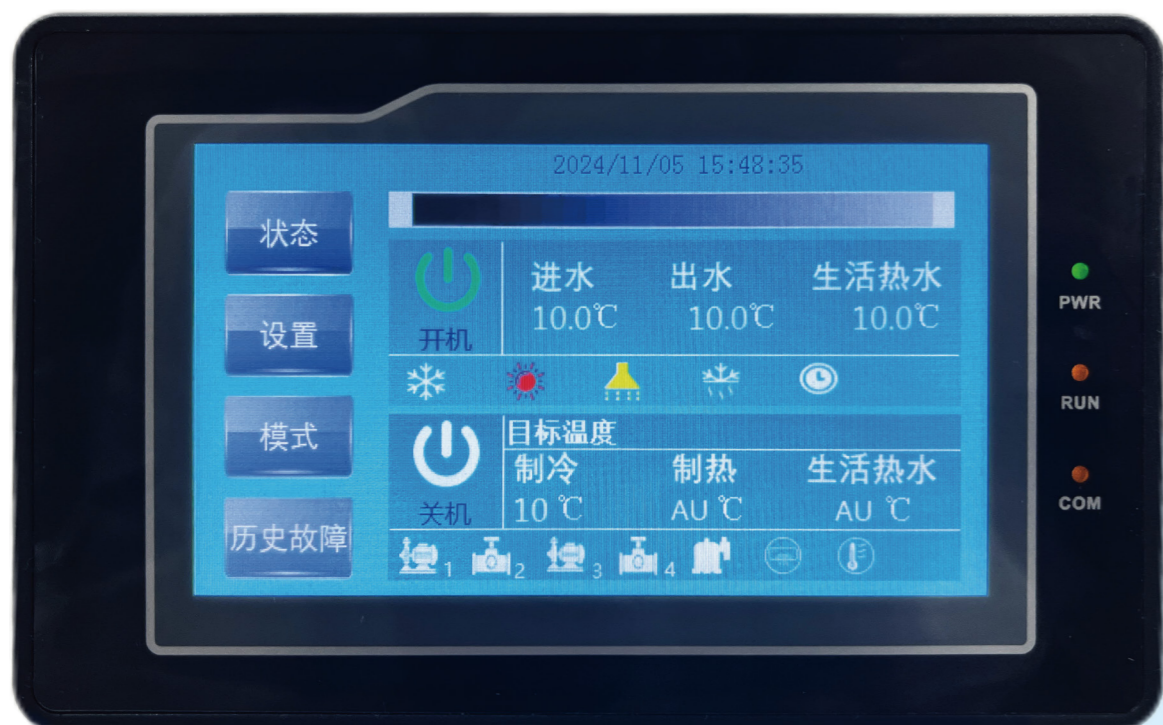 2024/11/05 15:48:35
状态
设置
模式
历史故障
开机
进水 出水 生活热水
10.0℃ 10.0℃ 10.0℃
关机
目标温度
制冷 制热 生活热水
10 ℃ AU ℃ AU ℃
1 2 3 4
PWR
RUN
COM